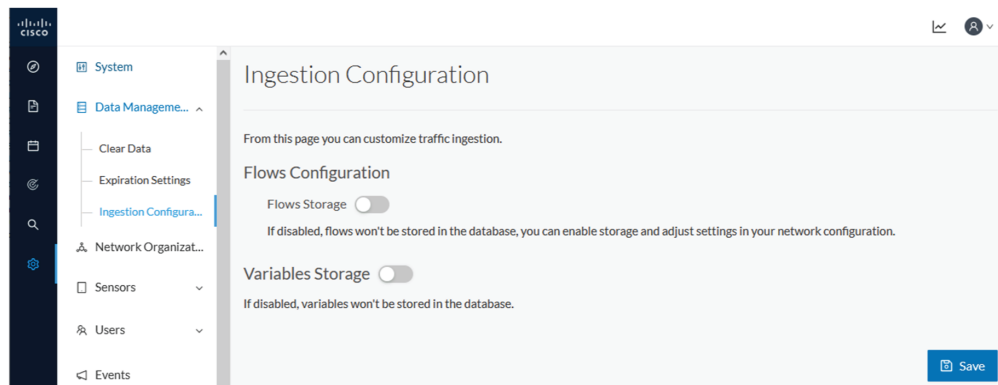 CISCO
System
Data Manageme...
Clear Data
Expiration Settings
Ingestion Configura...
Network Organizat...
Sensors
Users
Events
Ingestion Configuration
From this page you can customize traffic ingestion.
Flows Configuration
Flows Storage
If disabled, flows won't be stored in the database, you can enable storage and adjust settings in your network configuration.
Variables Storage
If disabled, variables won't be stored in the database.
Save